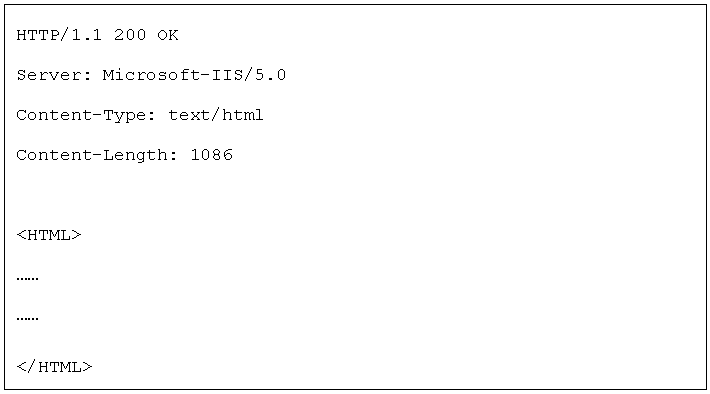 HTTP/1.1 200 OK
Server: Microsoft-IIS/5.0
Content-Type: text/html
Content-Length: 1086
<HTML>
……
……
</HTML>